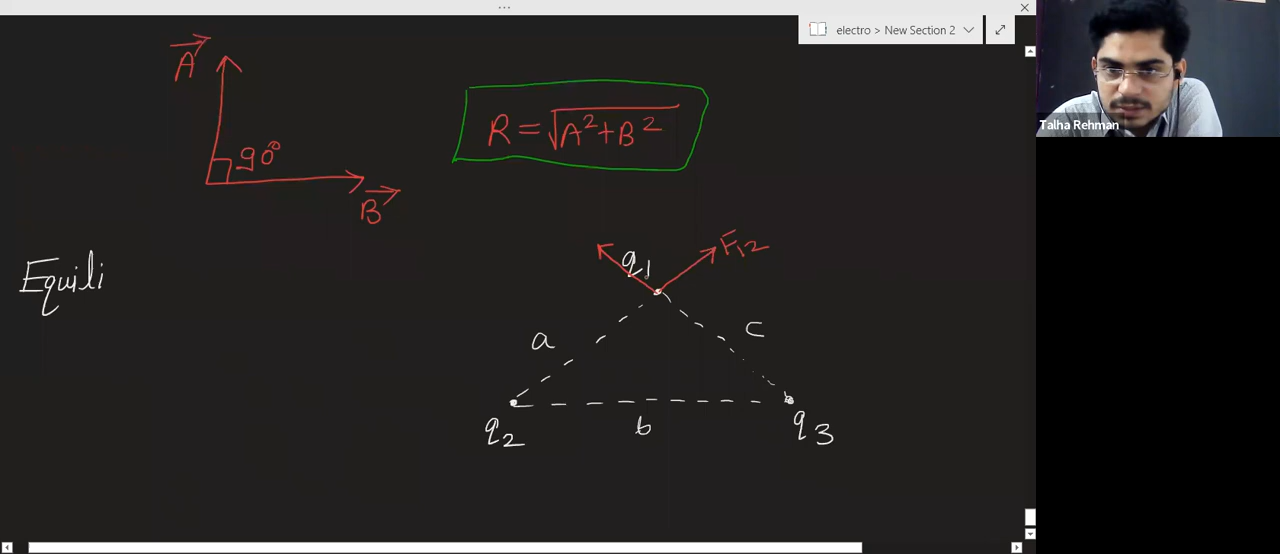 electro > New Section 2
Talha Rehman
A
90°
B
R = √A²+B²
Equili
q1
F12
a
c
q2
b
q3